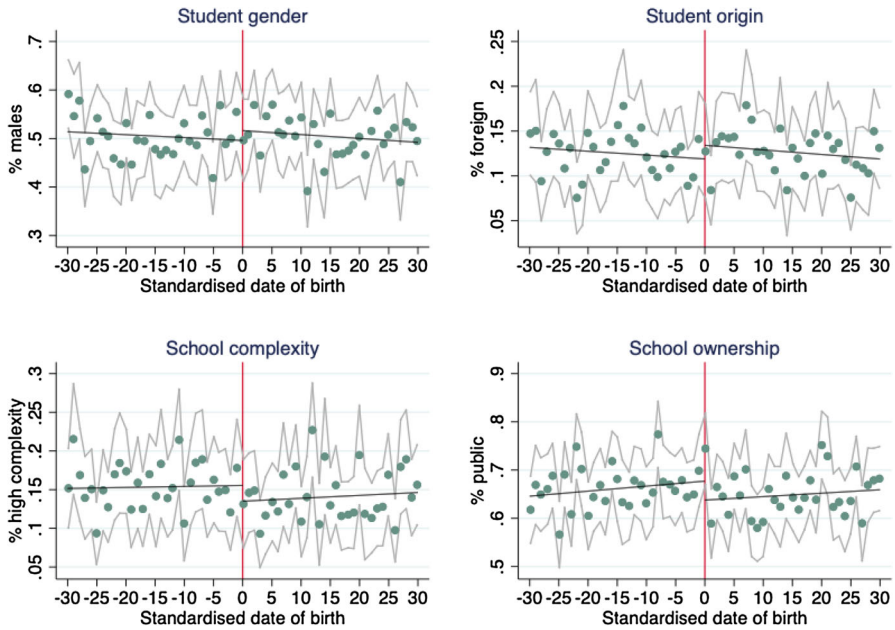 Student gender
% males
.3 .4 .5 .6 .7
-30 -25 -20 -15 -10 -5 0 5 10 15 20 25 30
Standardised date of birth
Student origin
% foreign
.05 .1 .15 .2 .25
-30 -25 -20 -15 -10 -5 0 5 10 15 20 25 30
Standardised date of birth
School complexity
% high complexity
.05 .1 .15 .2 .3
-30 -25 -20 -15 -10 -5 0 5 10 15 20 25 30
Standardised date of birth
School ownership
% public
.5 .6 .7 .8 .9
-30 -25 -20 -15 -10 -5 0 5 10 15 20 25 30
Standardised date of birth